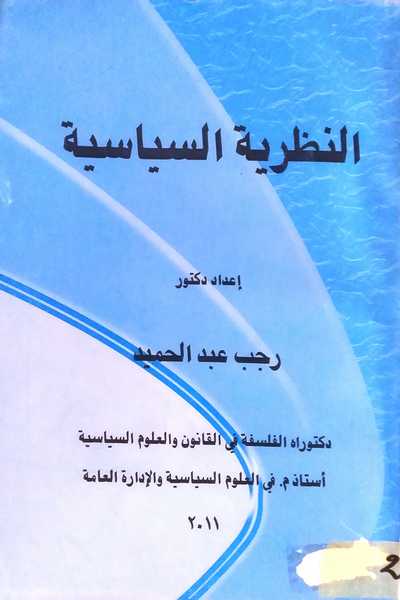 النظرية السياسية
إعداد دكتور
رجب عبد الحميد
دكتوراه الفلسفة في القانون والعلوم السياسية
أستاذ م. في العلوم السياسية والإدارة العامة
٢٠١١
2